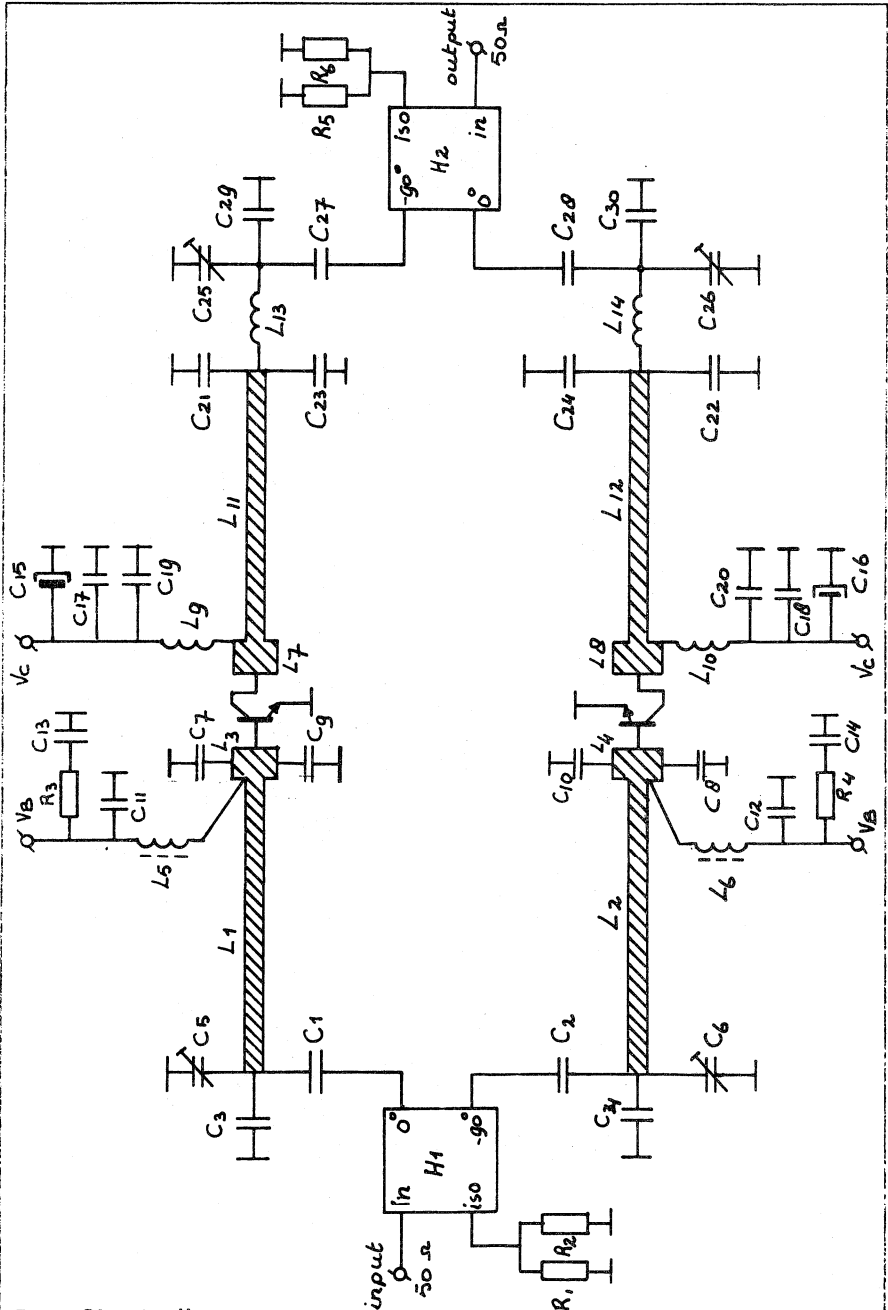 output
50Ω
R6
R5
iso
in
H2
-90°
0°
C29
C27
C25
L13
C28
C30
C26
L14
C21
C23
C24
C22
L11
L12
C15
C17
C19
L9
Vc
L7
C20
C18
C16
L8
L10
Vc
C13
R3
C11
VB
L5
C7
L3
C9
C10
L4
C8
C14
R4
C12
VB
L6
L1
L2
C5
C1
C3
C2
C6
C34
0°
-90°
H1
in
iso
input
50Ω
R2
R1